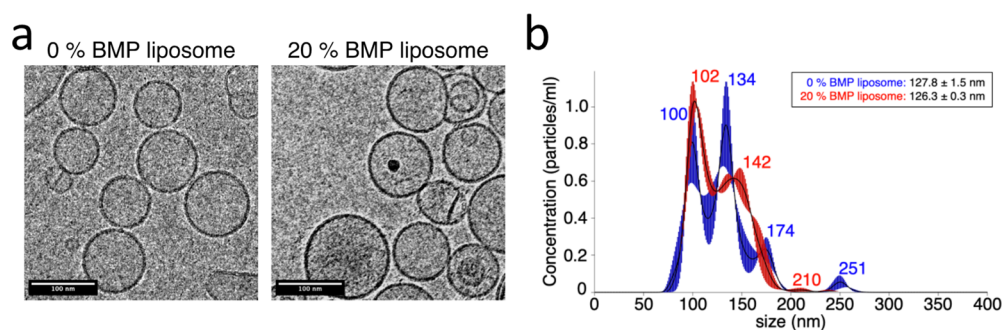 a
0 % BMP liposome
20 % BMP liposome
100 nm
100 nm
b
Concentration (particles/ml)
1.0
0.8
0.6
0.4
0.2
0
102
134
100
142
174
210
251
0% BMP liposome: 127.8 ± 1.5 nm
20 % BMP liposome: 126.3 ± 0.3 nm
0
50
100
150
200
250
300
350
400
size (nm)